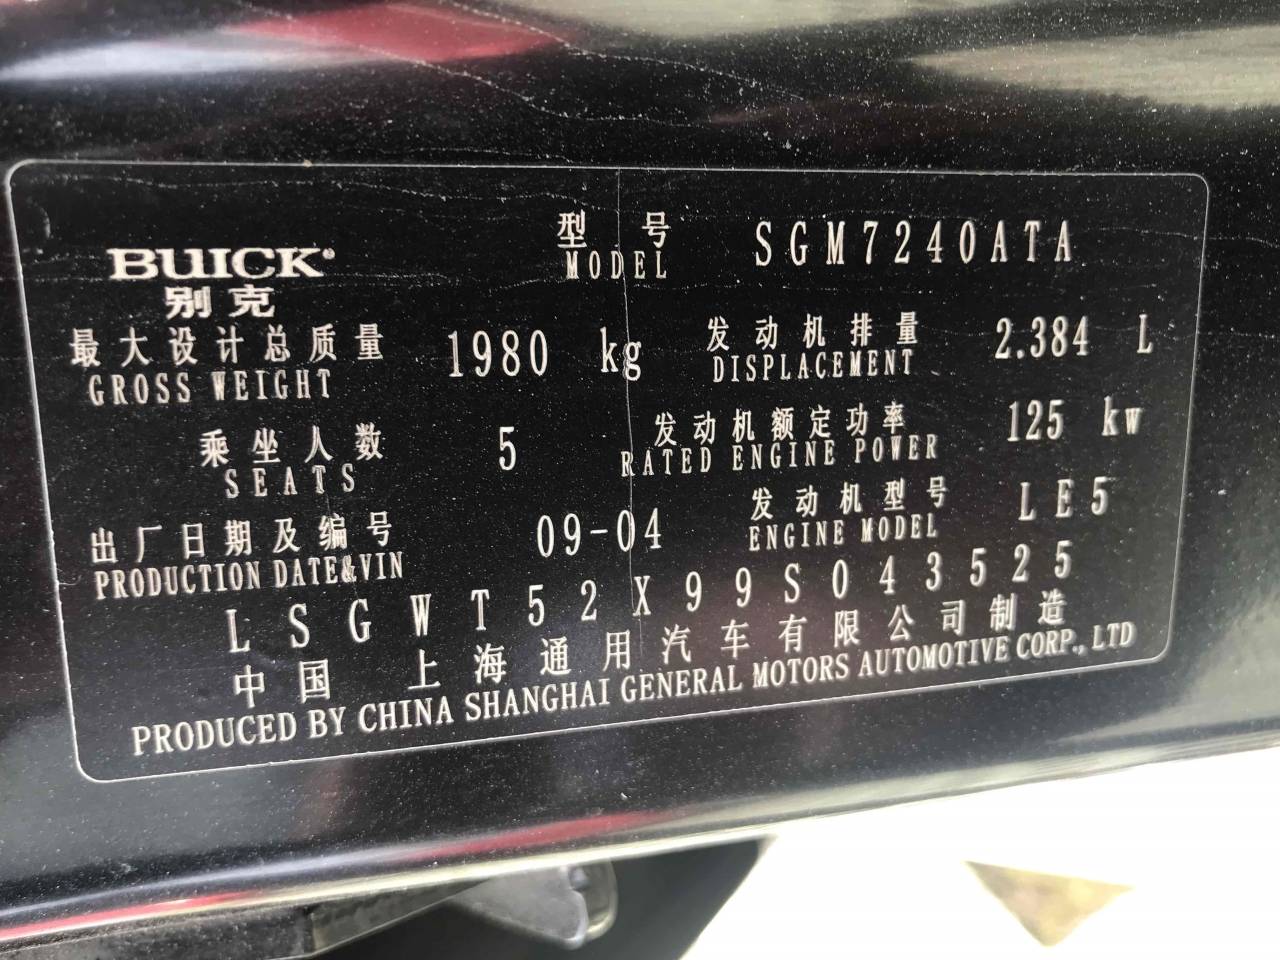 BUICK®
别克
型 号 SGM7240ATA
MODEL
最大设计总质量 1980 kg
GROSS WEIGHT
发动机排量 2.384 L
DISPLACEMENT
乘坐人数 5
SEATS
发动机额定功率 125 kw
RATED ENGINE POWER
出厂日期及编号 09-04
PRODUCTION DATE&VIN
发动机型号 LE5
ENGINE MODEL
LSGWT52X99S043525
中国 上海通用汽车有限公司制造
PRODUCED BY CHINA SHANGHAI GENERAL MOTORS AUTOMOTIVE CORP., LTD